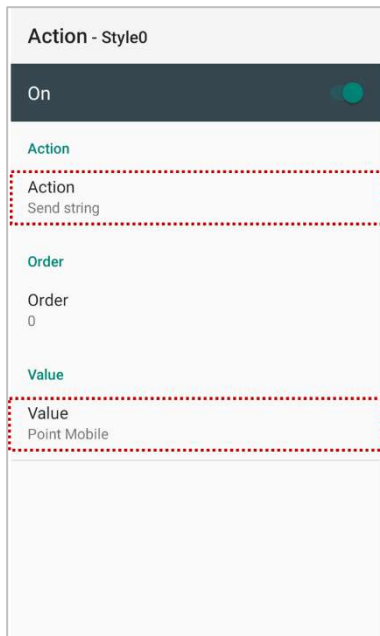 Action - Style0
On
Action
Action
Send string
Order
Order
0
Value
Value
Point Mobile